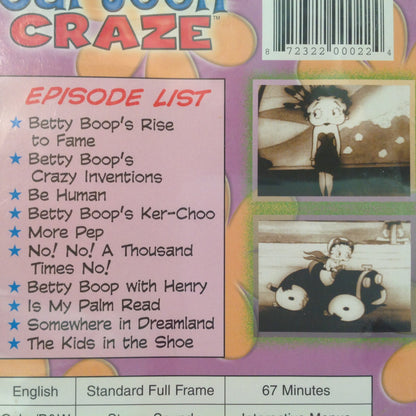 CARTOON
CRAZE™
8 72322 00022 4
EPISODE LIST
★ Betty Boop's Rise
to Fame
★ Betty Boop's
Crazy Inventions
★ Be Human
★ Betty Boop's Ker-Choo
★ More Pep
★ No! No! A Thousand
Times No!
★ Betty Boop with Henry
★ Is My Palm Read
★ Somewhere in Dreamland
★ The Kids in the Shoe
English Standard Full Frame 67 Minutes